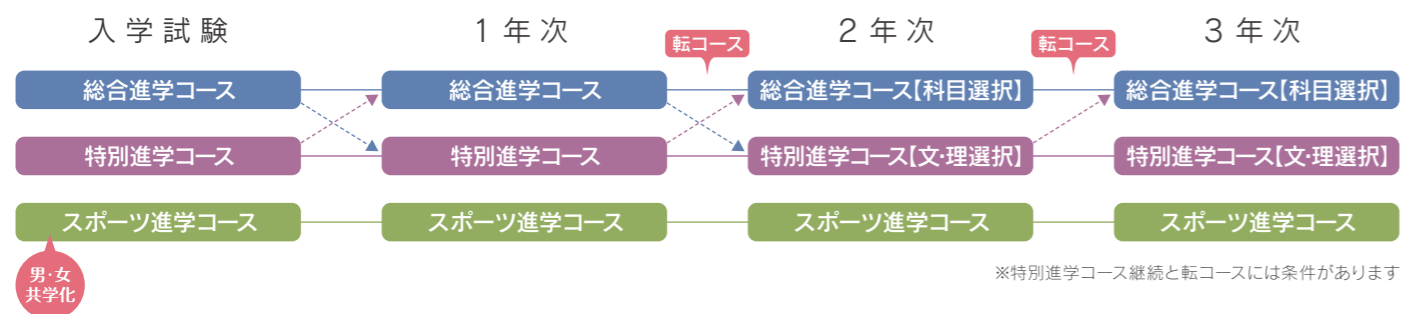 入学試験
1年次
転コース
2年次
転コース
3年次
総合進学コース
総合進学コース
総合進学コース【科目選択】
総合進学コース【科目選択】
特別進学コース
特別進学コース
特別進学コース【文・理選択】
特別進学コース【文・理選択】
スポーツ進学コース
スポーツ進学コース
スポーツ進学コース
スポーツ進学コース
男・女
共学化
※特別進学コース継続と転コースには条件があります